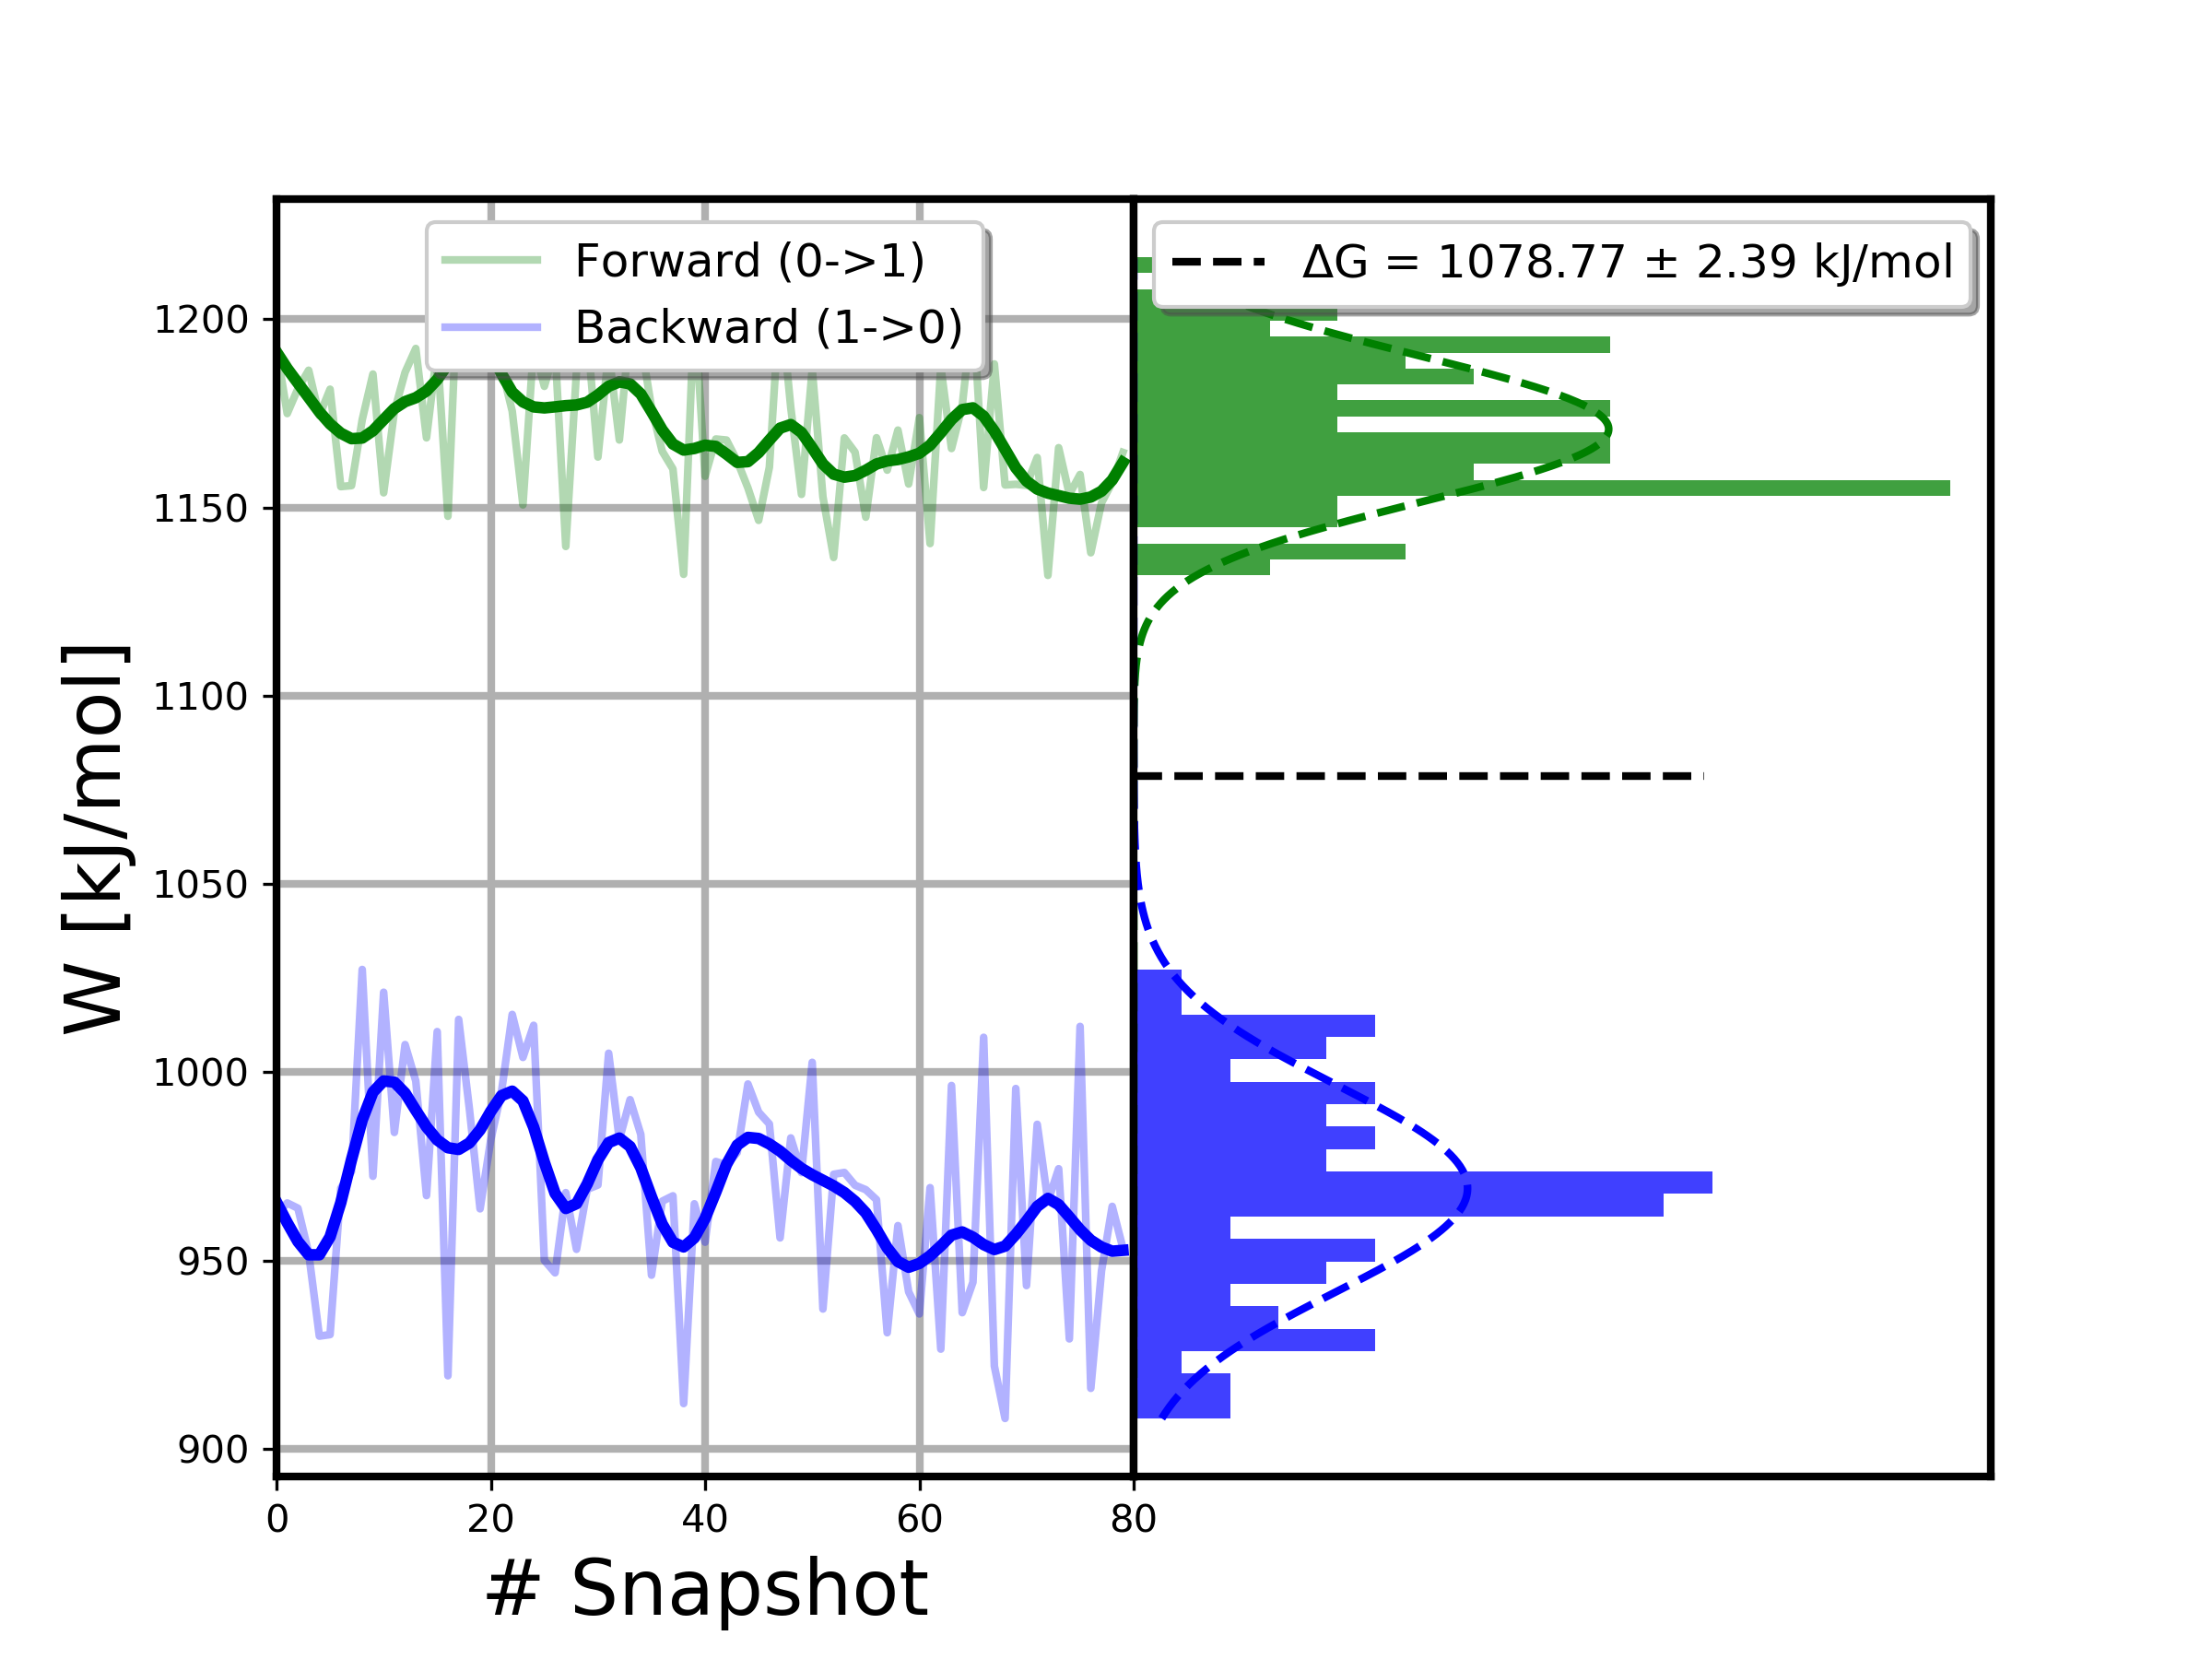 Forward (0->1)
Backward (1->0)
ΔG = 1078.77 ± 2.39 kJ/mol
W [kJ/mol]
1200
1150
1100
1050
1000
950
900
0 20 40 60 80
# Snapshot